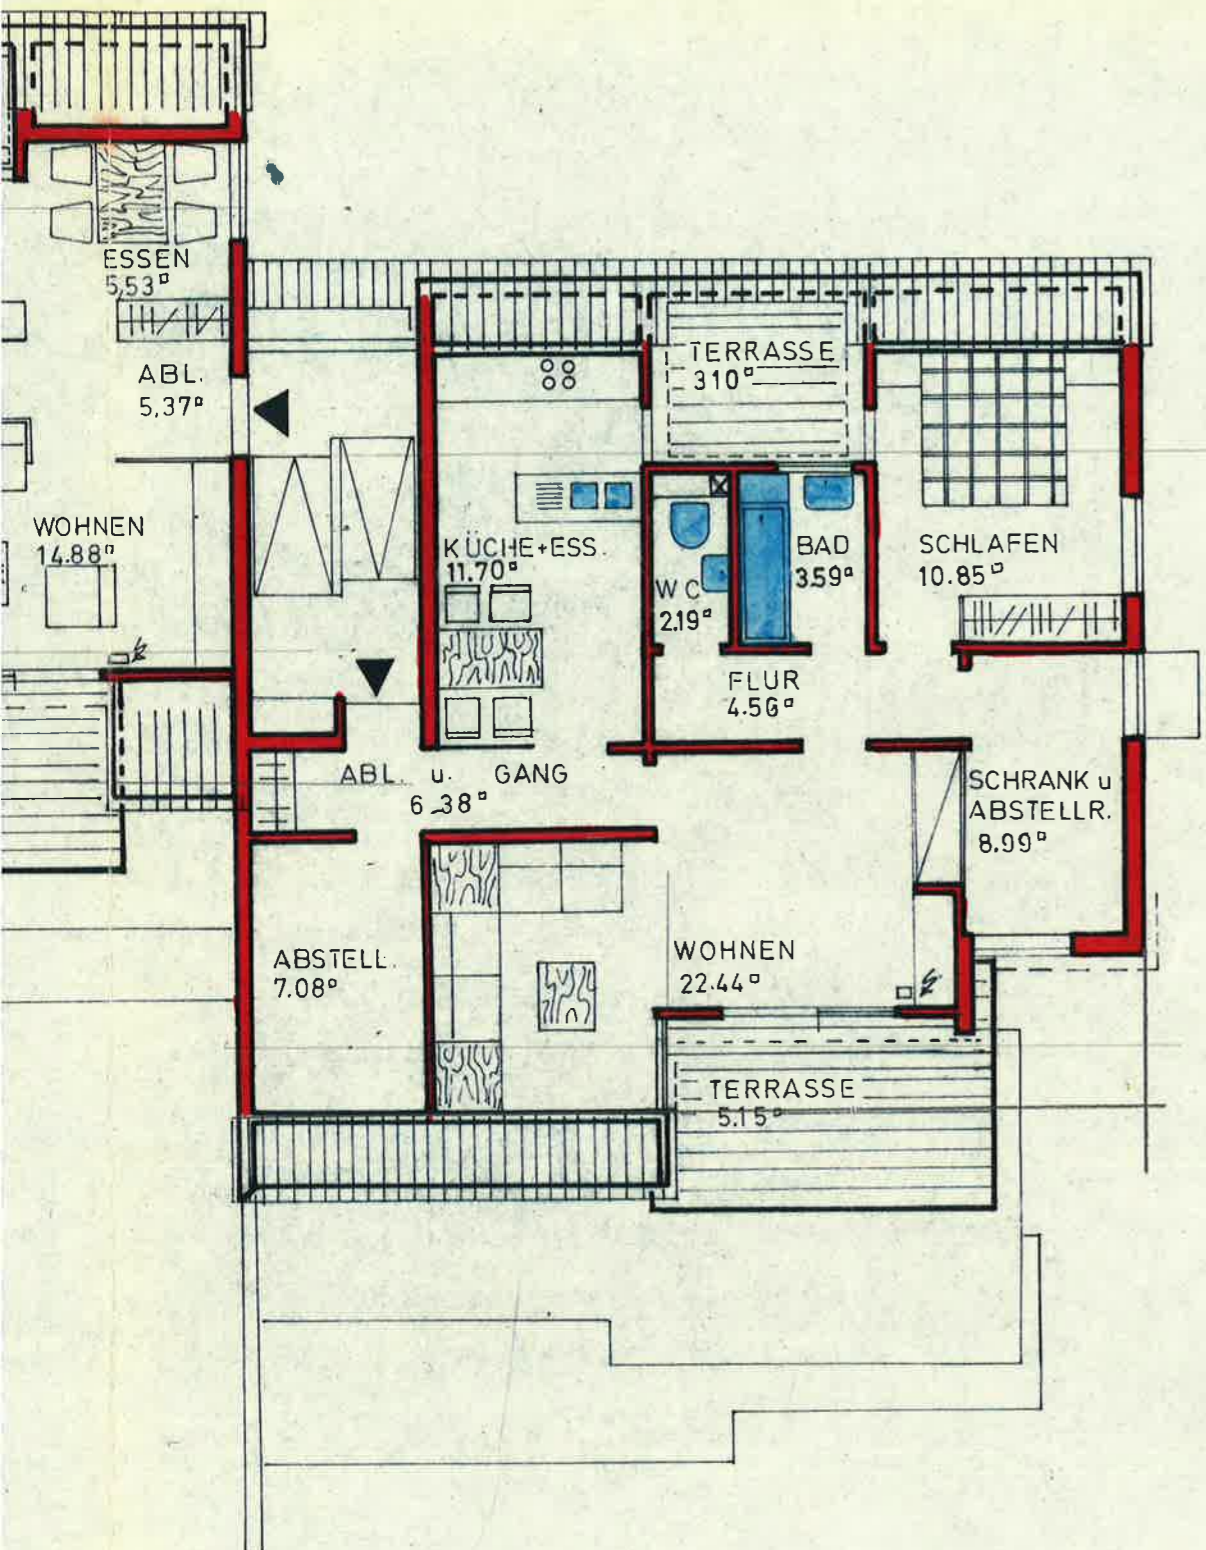 ESSEN
5,53□
ABL.
5,37□
WOHNEN
14.88□
TERRASSE
310□
KÜCHE+ESS.
11.70□
WC
2.19□
BAD
3.59□
SCHLAFEN
10.85□
FLUR
4.56□
ABL. u. GANG
6.38□
SCHRANK u
ABSTELLR.
8.99□
ABSTELL.
7.08□
WOHNEN
22.44□
TERRASSE
5.15□